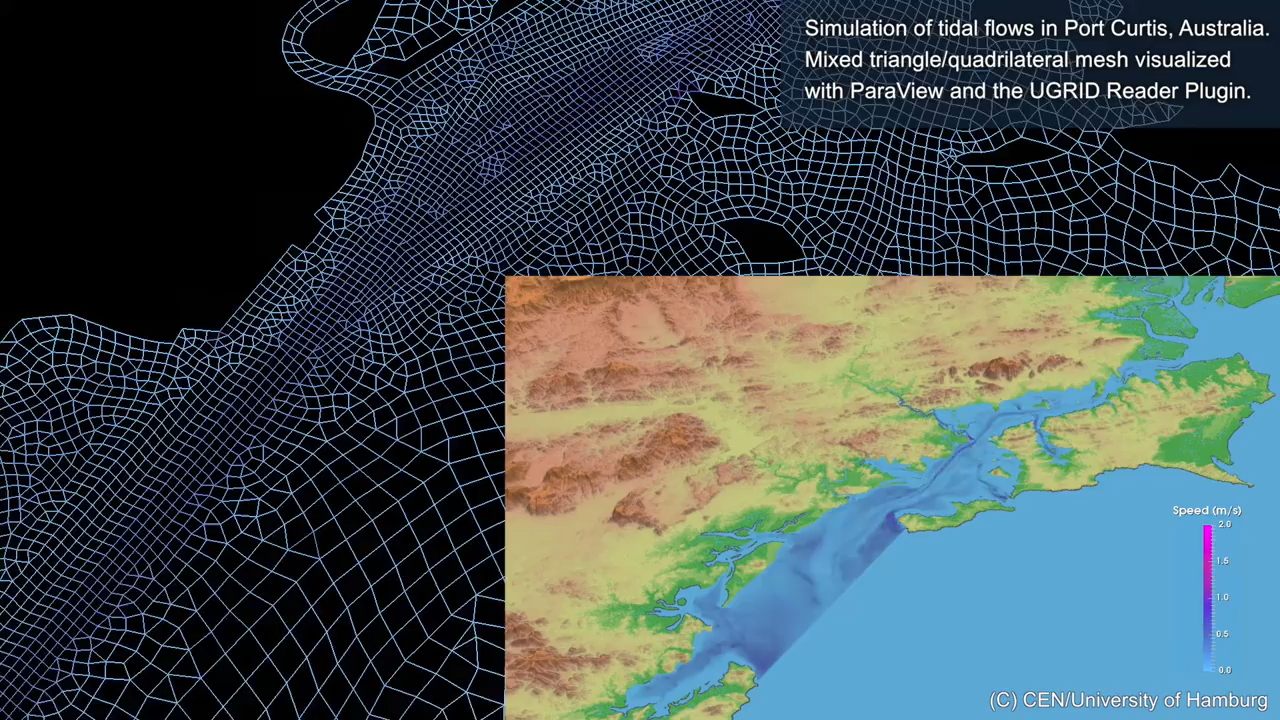 Simulation of tidal flows in Port Curtis, Australia.
Mixed triangle/quadrilateral mesh visualized
with ParaView and the UGRID Reader Plugin.
Speed (m/s)
2.0
1.5
1.0
0.5
0.0
(C) CEN/University of Hamburg